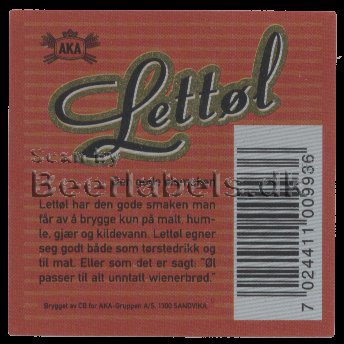 AKA
Lettøl
Scan by
Beerlabels.dk
Lettøl har den gode smaken man
får av å brygge kun på malt, hum-
le, gjær og kildevann. Lettøl egner
seg godt både som tørstedrikk og
til mat. Eller som det er sagt: "Øl
passer til alt unntatt wienerbrød."
Brygget av CB for AKA-Gruppen A/S, 1300 SANDVIKA.
7 024411 009936